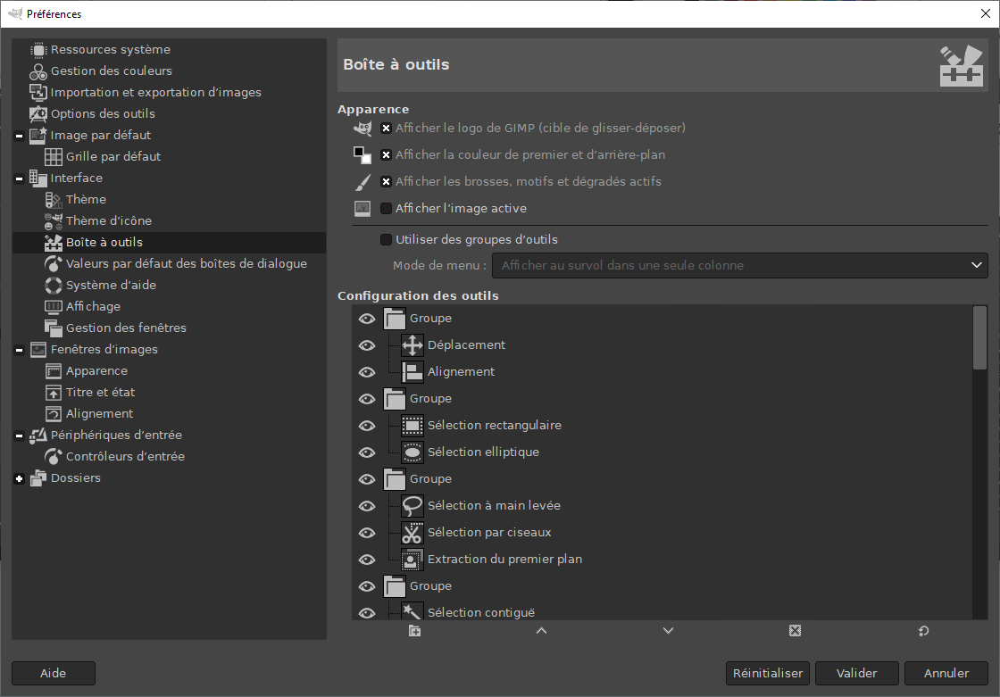 Préférences
Ressources système
Gestion des couleurs
Importation et exportation d’images
Options des outils
Image par défaut
Grille par défaut
Interface
Thème
Thème d’icône
Boîte à outils
Valeurs par défaut des boîtes de dialogue
Système d’aide
Affichage
Gestion des fenêtres
Fenêtres d’images
Apparence
Titre et état
Alignement
Périphériques d’entrée
Contrôleurs d’entrée
Dossiers
Boîte à outils
Apparence
Afficher le logo de GIMP (cible de glisser-déposer)
Afficher la couleur de premier et d’arrière-plan
Afficher les brosses, motifs et dégradés actifs
Afficher l’image active
Utiliser des groupes d’outils
Mode de menu : Afficher au survol dans une seule colonne
Configuration des outils
Groupe
Déplacement
Alignement
Groupe
Sélection rectangulaire
Sélection elliptique
Groupe
Sélection à main levée
Sélection par ciseaux
Extraction du premier plan
Groupe
Sélection contiguë
Aide
Réinitialiser
Valider
Annuler